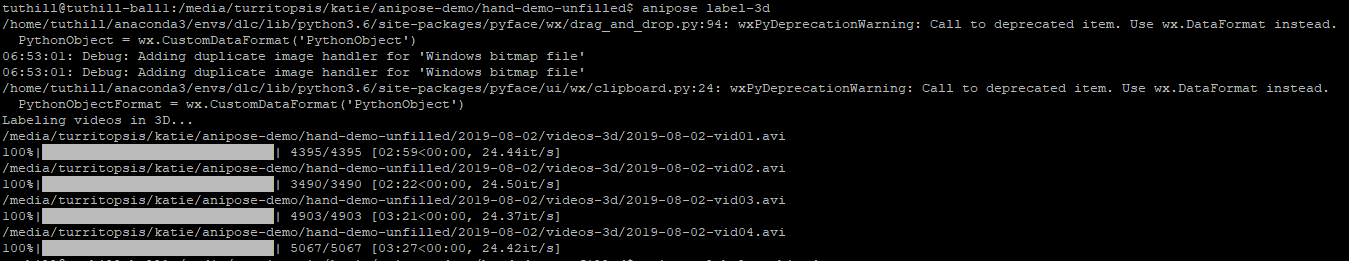 tuthill@tuthill-balll:/media/turritopsis/katie/anipose-demo/hand-demo-unfilled$ anipose label-3d
/home/tuthill/anaconda3/envs/dlc/lib/python3.6/site-packages/pyface/wx/drag_and_drop.py:94: wxPyDeprecationWarning: Call to deprecated item. Use wx.DataFormat instead.
  PythonObject = wx.CustomDataFormat('PythonObject')
06:53:01: Debug: Adding duplicate image handler for 'Windows bitmap file'
06:53:01: Debug: Adding duplicate image handler for 'Windows bitmap file'
/home/tuthill/anaconda3/envs/dlc/lib/python3.6/site-packages/pyface/ui/wx/clipboard.py:24: wxPyDeprecationWarning: Call to deprecated item. Use wx.DataFormat instead.
  PythonObjectFormat = wx.CustomDataFormat('PythonObject')
Labeling videos in 3D...
/media/turritopsis/katie/anipose-demo/hand-demo-unfilled/2019-08-02/videos-3d/2019-08-02-vid01.avi
100%| | 4395/4395 [02:59<00:00, 24.44it/s]
/media/turritopsis/katie/anipose-demo/hand-demo-unfilled/2019-08-02/videos-3d/2019-08-02-vid02.avi
100%| | 3490/3490 [02:22<00:00, 24.50it/s]
/media/turritopsis/katie/anipose-demo/hand-demo-unfilled/2019-08-02/videos-3d/2019-08-02-vid03.avi
100%| | 4903/4903 [03:21<00:00, 24.37it/s]
/media/turritopsis/katie/anipose-demo/hand-demo-unfilled/2019-08-02/videos-3d/2019-08-02-vid04.avi
100%| | 5067/5067 [03:27<00:00, 24.42it/s]